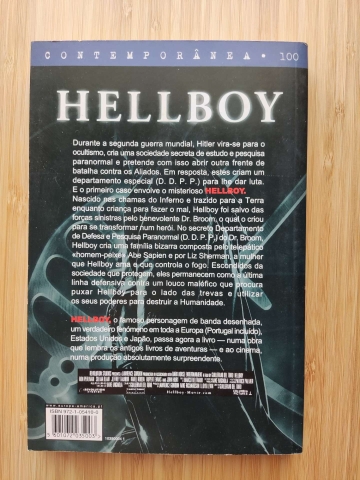 CONTEMPORÂNEA • 100
HELLBOY
Durante a segunda guerra mundial, Hitler vira-se para o
ocultismo, cria uma sociedade secreta de estudo e pesquisa
paranormal e pretende com isso abrir outra frente de
batalha contra os Aliados. Em resposta, estes criam um
departamento especial (D. D. P. P.) para lhe dar luta.
E o primeiro caso envolve o misterioso HELLBOY.
Nascido nas chamas do Inferno e trazido para a Terra
enquanto criança para fazer o mal, Hellboy foi salvo das
forças sinistras pelo benevolente Dr. Broom, o qual o criou
para se transformar num herói. No secreto Departamento
de Defesa e Pesquisa Paranormal (D. D. P. P.) do Dr. Broom,
Hellboy cria uma família bizarra composta pelo telepático
«homem-peixe» Abe Sapien e por Liz Sherman, a mulher
que Hellboy ama e que controla o fogo. Escondidos da
sociedade que protegem, eles permanecem como a última
linha defensiva contra um louco maléfico que procura
puxar Hellboy para o lado das trevas e utilizar
os seus poderes para destruir a Humanidade.
HELLBOY, o famoso personagem de banda desenhada,
um verdadeiro fenómeno em toda a Europa (Portugal incluído),
Estados Unidos e Japão, passa agora a livro — numa obra
que lembra os antigos livros de aventuras — e ao cinema,
numa produção absolutamente surpreendente.
www.europa-america.pt
Hellboy-Movie.com